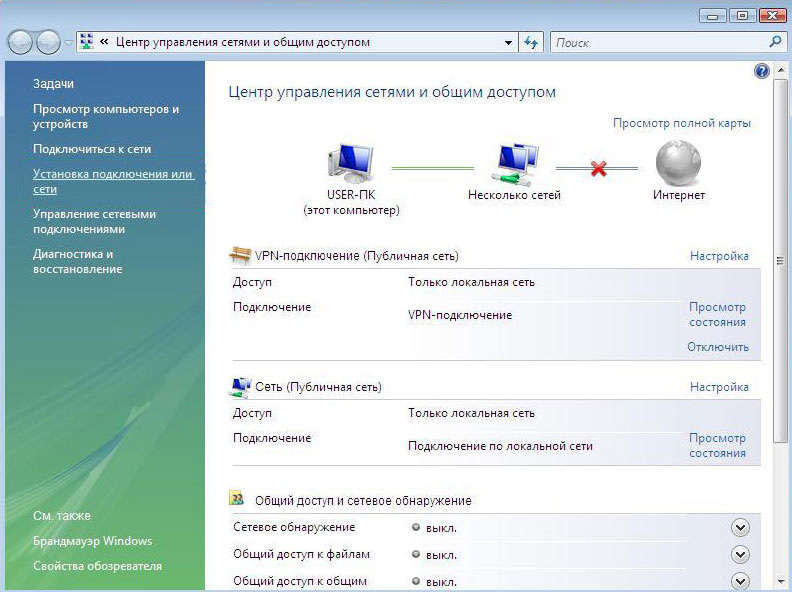 « Центр управления сетями и общим доступом
Поиск
Задачи
Просмотр компьютеров и
устройств
Подключиться к сети
Установка подключения или
сети
Управление сетевыми
подключениями
Диагностика и
восстановление
См. также
Брандмауэр Windows
Свойства обозревателя
Центр управления сетями и общим доступом
Просмотр полной карты
USER-ПК
(этот компьютер)
Несколько сетей
Интернет
VPN-подключение (Публичная сеть)
Настройка
Доступ
Только локальная сеть
Подключение
VPN-подключение
Просмотр
состояния
Отключить
Сеть (Публичная сеть)
Настройка
Доступ
Только локальная сеть
Подключение
Подключение по локальной сети
Просмотр
состояния
Общий доступ и сетевое обнаружение
Сетевое обнаружение
выкл.
Общий доступ к файлам
выкл.
Общий доступ к общим
выкл.